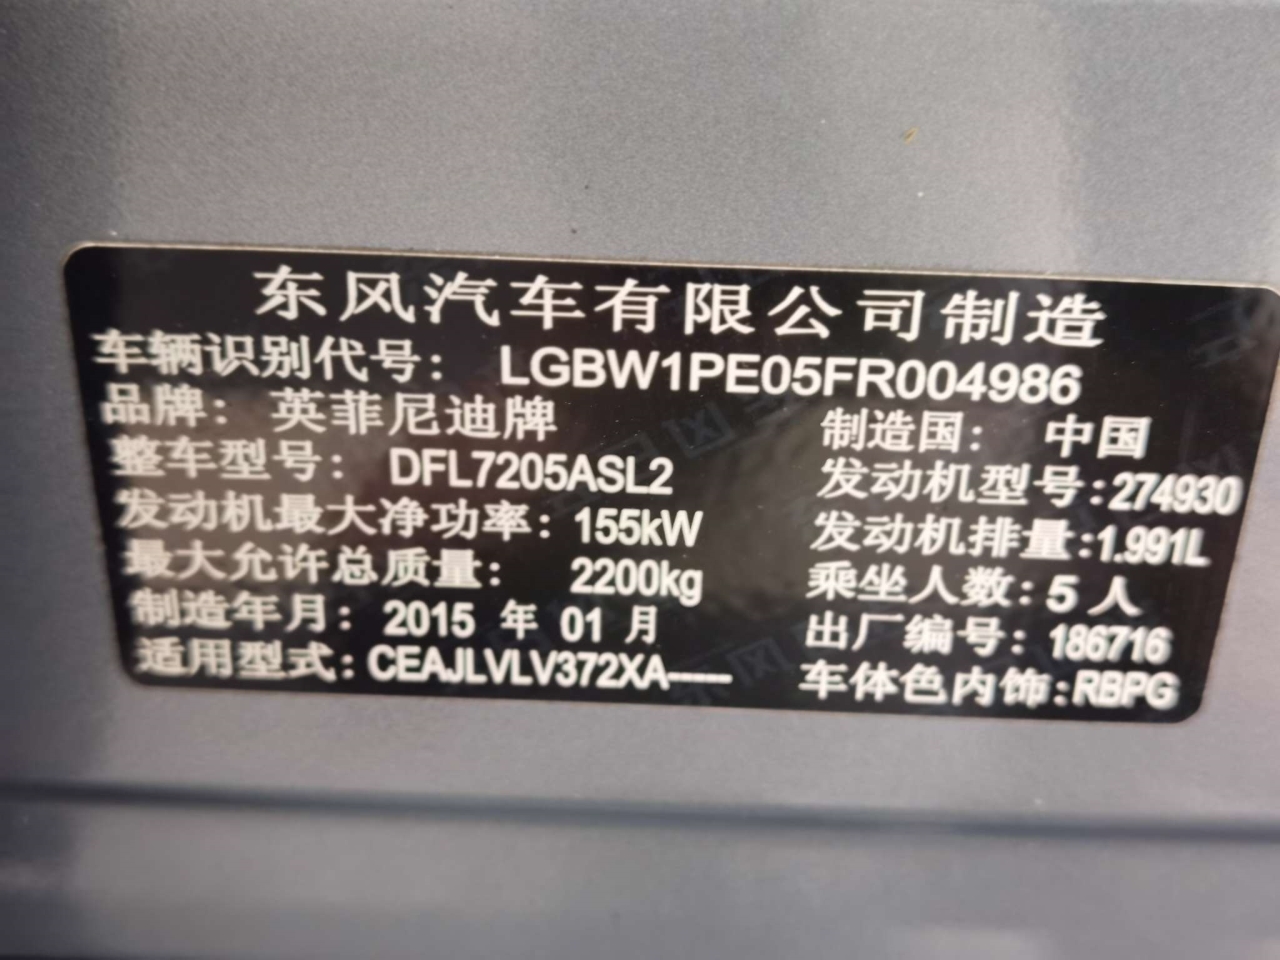 东风汽车有限公司制造
车辆识别代号： LGBW1PE05FR004986
品牌：英菲尼迪牌 制造国： 中国
整车型号： DFL7205ASL2 发动机型号：274930
发动机最大净功率：155kW 发动机排量：1.991L
最大允许总质量： 2200kg 乘坐人数：5 人
制造年月： 2015 年 01 月 出厂编号：186716
适用型式：CEAJLVLV372XA----- 车体色内饰：RBPG